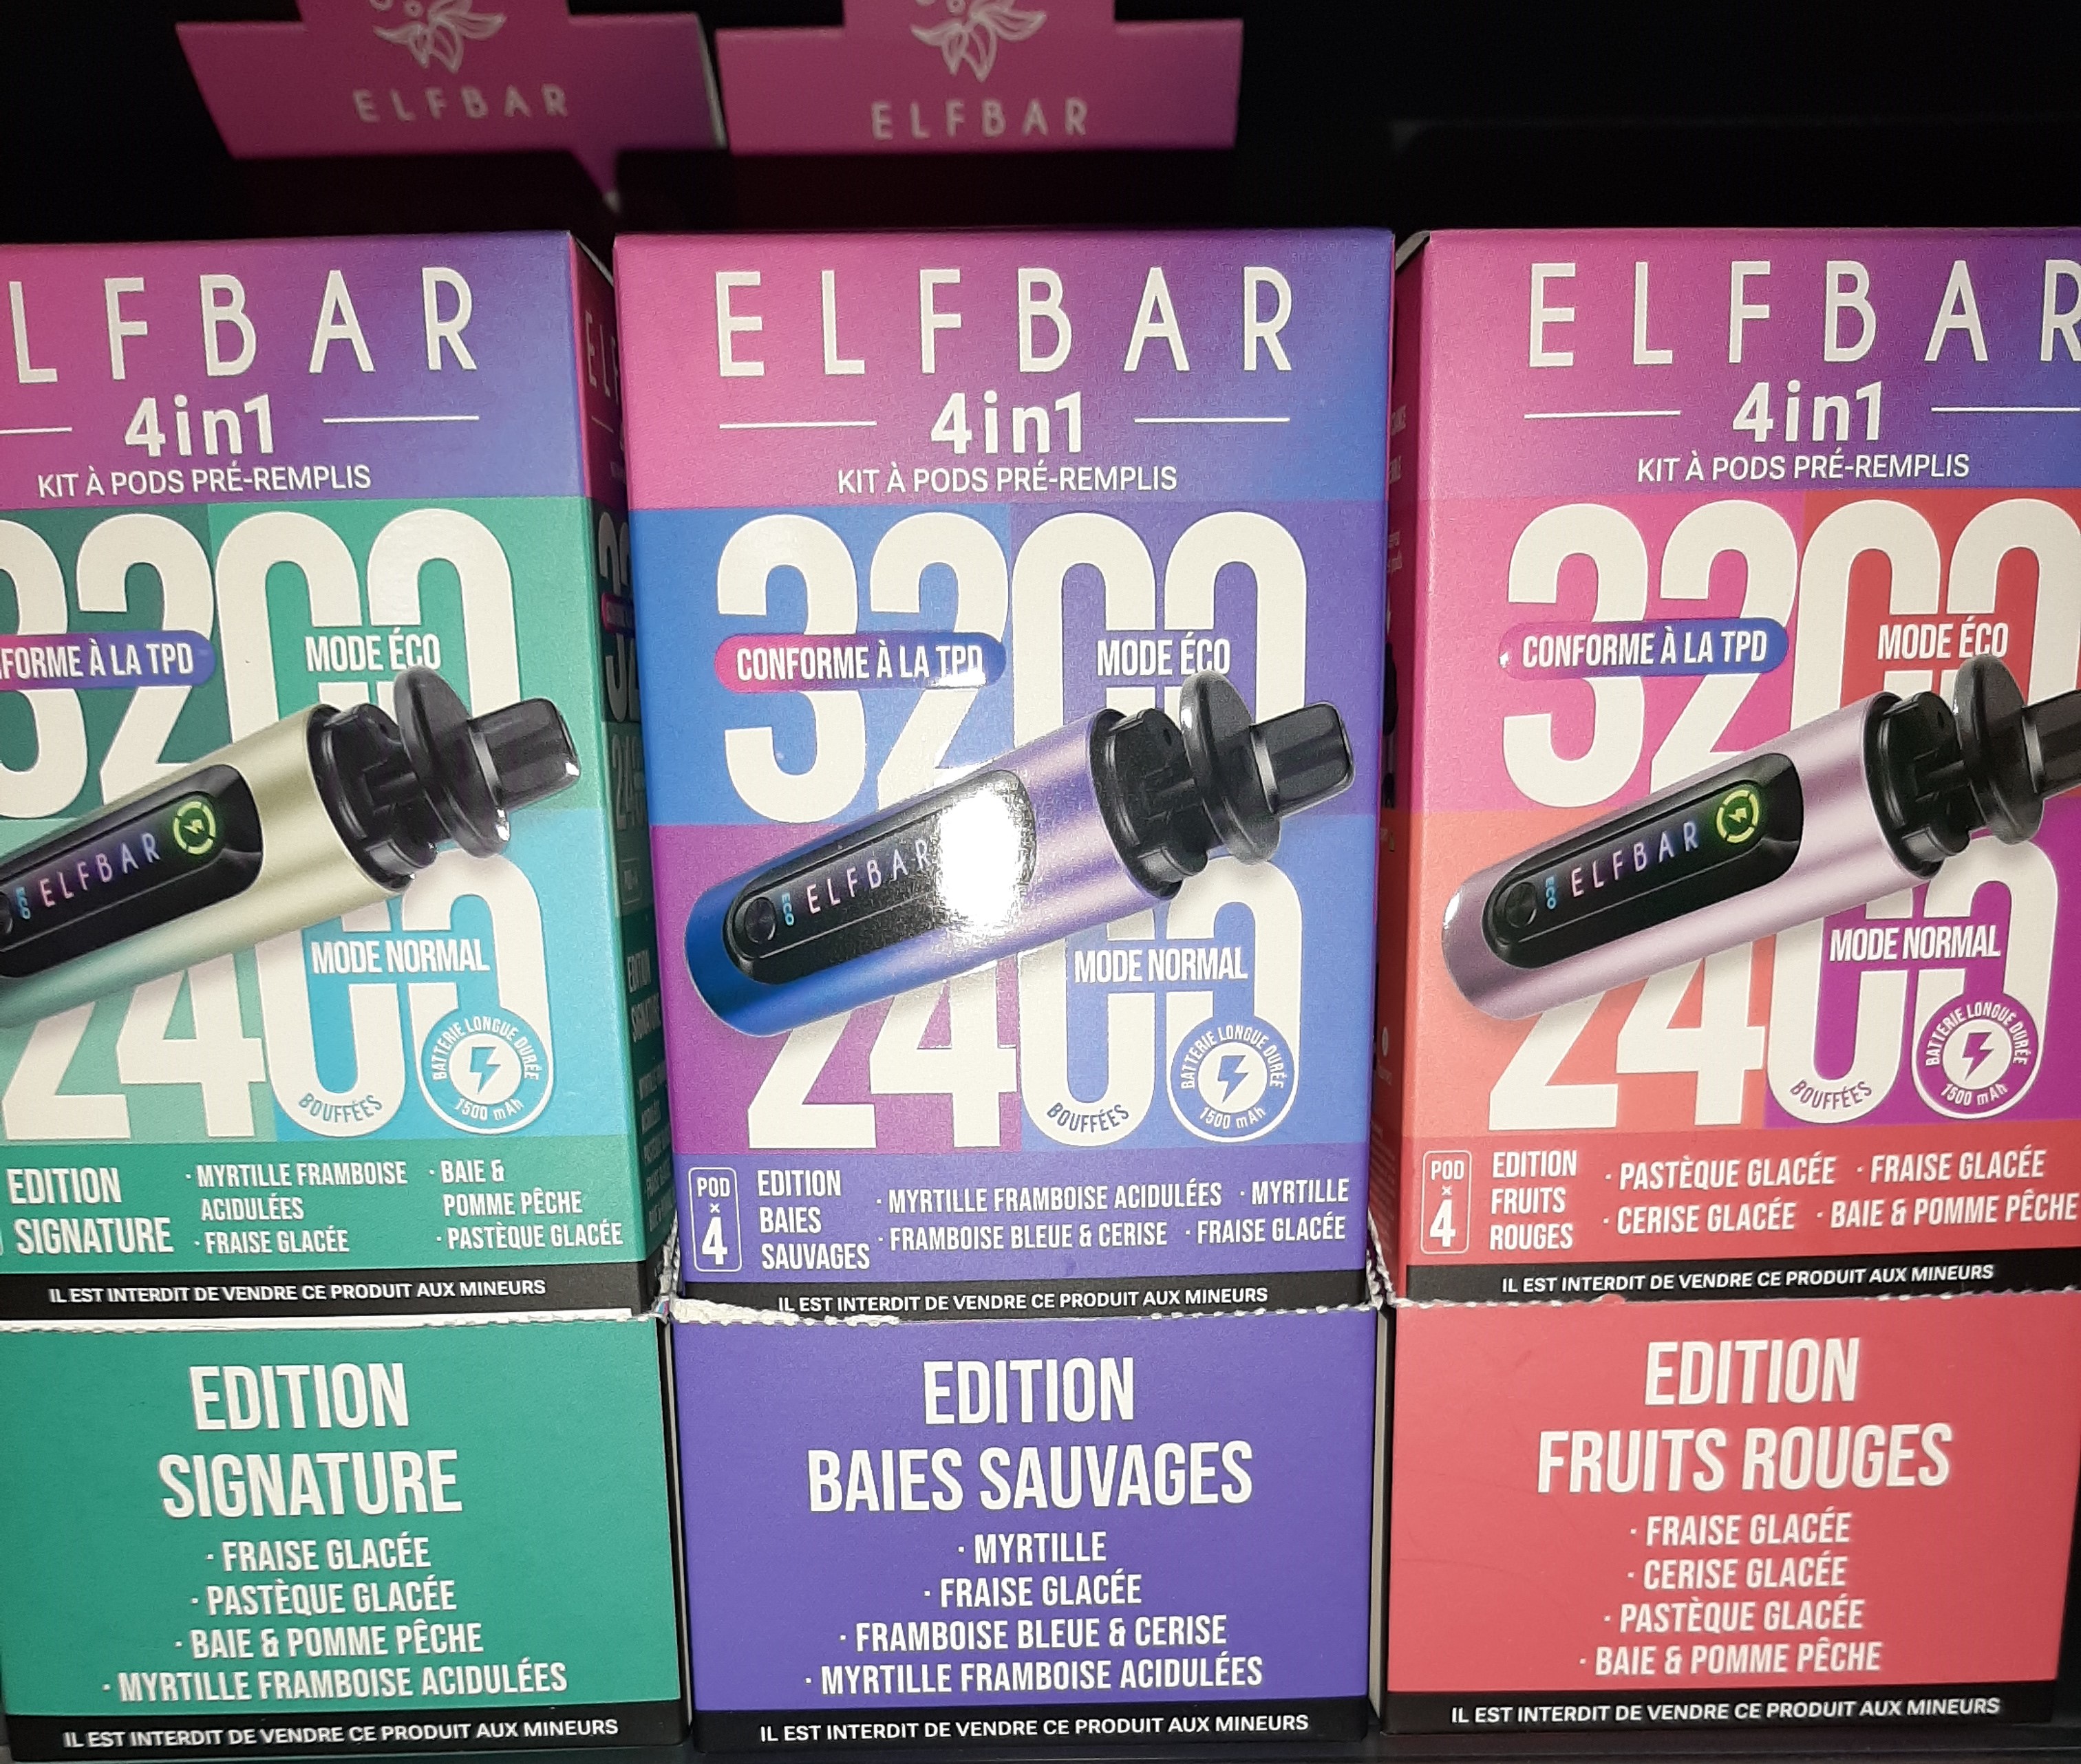 ELFBAR
ELFBAR
LFBAR
4in1
KIT À PODS PRÉ-REMPLIS
3200
FORME À LA TPD
MODE ÉCO
ECO
ELFBAR
2400
MODE NORMAL
BOUFFÉES
BATTERIE LONGUE DURÉE
1500 mAh
EDITION
SIGNATURE
· MYRTILLE FRAMBOISE
ACIDULÉES
· FRAISE GLACÉE
· BAIE &
POMME PÊCHE
· PASTÈQUE GLACÉE
IL EST INTERDIT DE VENDRE CE PRODUIT AUX MINEURS
EDITION
SIGNATURE
· FRAISE GLACÉE
· PASTÈQUE GLACÉE
· BAIE & POMME PÊCHE
· MYRTILLE FRAMBOISE ACIDULÉES
IL EST INTERDIT DE VENDRE CE PRODUIT AUX MINEURS
ELFBAR
4in1
KIT À PODS PRÉ-REMPLIS
3200
CONFORME À LA TPD
MODE ÉCO
ECO
ELFBAR
2400
MODE NORMAL
BOUFFÉES
BATTERIE LONGUE DURÉE
1500 mAh
POD
×
4
EDITION
BAIES
SAUVAGES
· MYRTILLE FRAMBOISE ACIDULÉES · MYRTILLE
· FRAMBOISE BLEUE & CERISE · FRAISE GLACÉE
IL EST INTERDIT DE VENDRE CE PRODUIT AUX MINEURS
EDITION
BAIES SAUVAGES
· MYRTILLE
· FRAISE GLACÉE
· FRAMBOISE BLEUE & CERISE
· MYRTILLE FRAMBOISE ACIDULÉES
IL EST INTERDIT DE VENDRE CE PRODUIT AUX MINEURS
ELFBAR
4in1
KIT À PODS PRÉ-REMPLIS
3200
CONFORME À LA TPD
MODE ÉCO
ECO
ELFBAR
2400
MODE NORMAL
BOUFFÉES
BATTERIE LONGUE DURÉE
1500 mAh
POD
×
4
EDITION
FRUITS
ROUGES
· PASTÈQUE GLACÉE · FRAISE GLACÉE
· CERISE GLACÉE · BAIE & POMME PÊCHE
IL EST INTERDIT DE VENDRE CE PRODUIT AUX MINEURS
EDITION
FRUITS ROUGES
· FRAISE GLACÉE
· CERISE GLACÉE
· PASTÈQUE GLACÉE
· BAIE & POMME PÊCHE
IL EST INTERDIT DE VENDRE CE PRODUIT AUX MINEURS